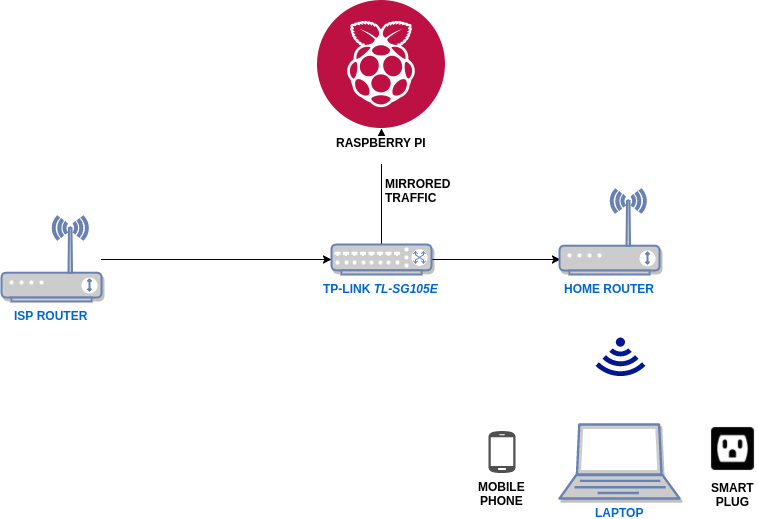 RASPBERRY PI
MIRRORED
TRAFFIC
TP-LINK TL-SG105E
HOME ROUTER
ISP ROUTER
MOBILE
PHONE
LAPTOP
SMART
PLUG